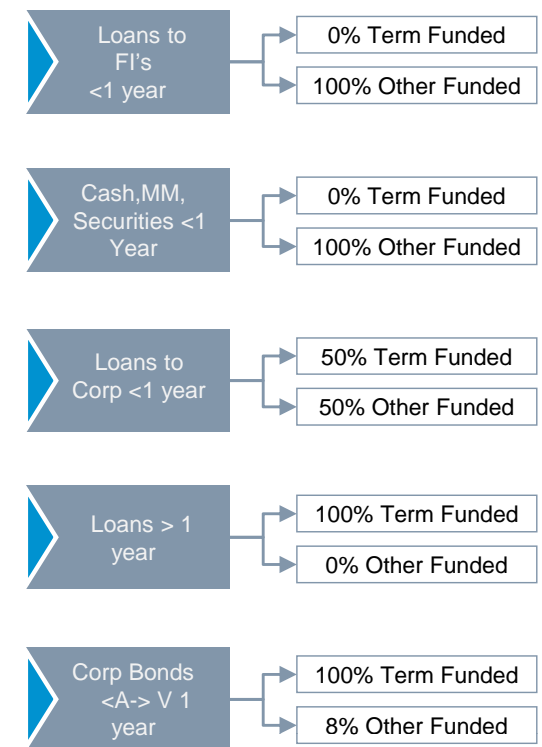 Loans to
FI's
<1 year
0% Term Funded
100% Other Funded
Cash,MM,
Securities <1
Year
0% Term Funded
100% Other Funded
Loans to
Corp <1 year
50% Term Funded
50% Other Funded
Loans > 1
year
100% Term Funded
0% Other Funded
Corp Bonds
<A-> V 1
year
100% Term Funded
8% Other Funded